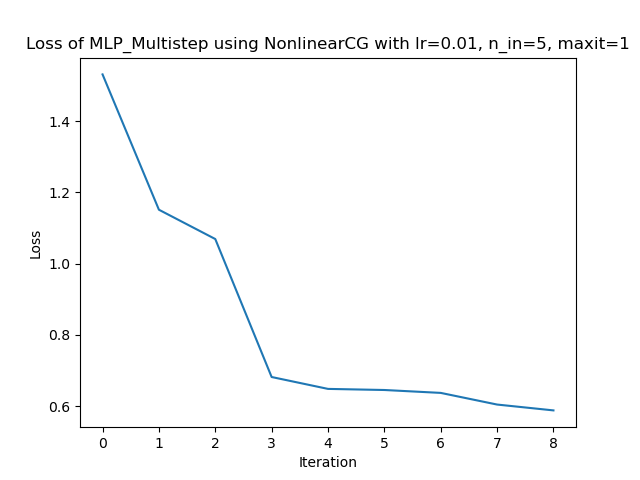 Loss of MLP_Multistep using NonlinearCG with lr=0.01, n_in=5, maxit=1
1.4
1.2
1.0
0.8
0.6
Loss
0 1 2 3 4 5 6 7 8
Iteration